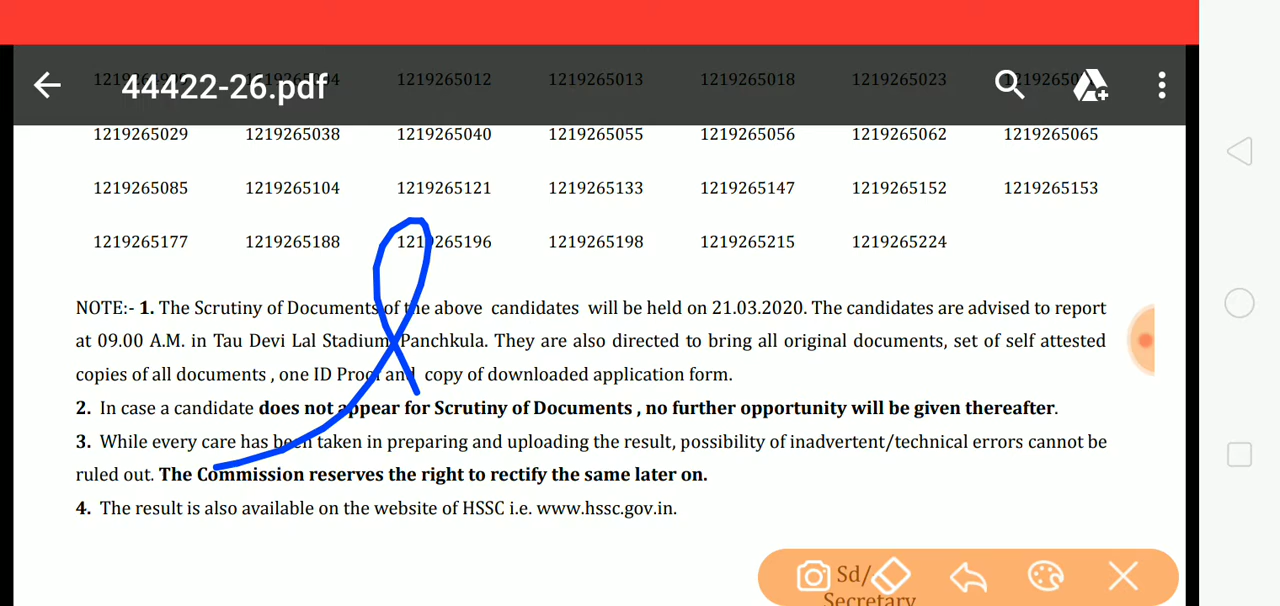 44422-26.pdf
1219265012 1219265013 1219265018 1219265023
1219265029 1219265038 1219265040 1219265055 1219265056 1219265062 1219265065
1219265085 1219265104 1219265121 1219265133 1219265147 1219265152 1219265153
1219265177 1219265188 1219265196 1219265198 1219265215 1219265224
NOTE:- 1. The Scrutiny of Documents of the above candidates will be held on 21.03.2020. The candidates are advised to report
at 09.00 A.M. in Tau Devi Lal Stadium, Panchkula. They are also directed to bring all original documents, set of self attested
copies of all documents , one ID Proof and copy of downloaded application form.
2. In case a candidate does not appear for Scrutiny of Documents , no further opportunity will be given thereafter.
3. While every care has been taken in preparing and uploading the result, possibility of inadvertent/technical errors cannot be
ruled out. The Commission reserves the right to rectify the same later on.
4. The result is also available on the website of HSSC i.e. www.hssc.gov.in.
Sd/
Secretary